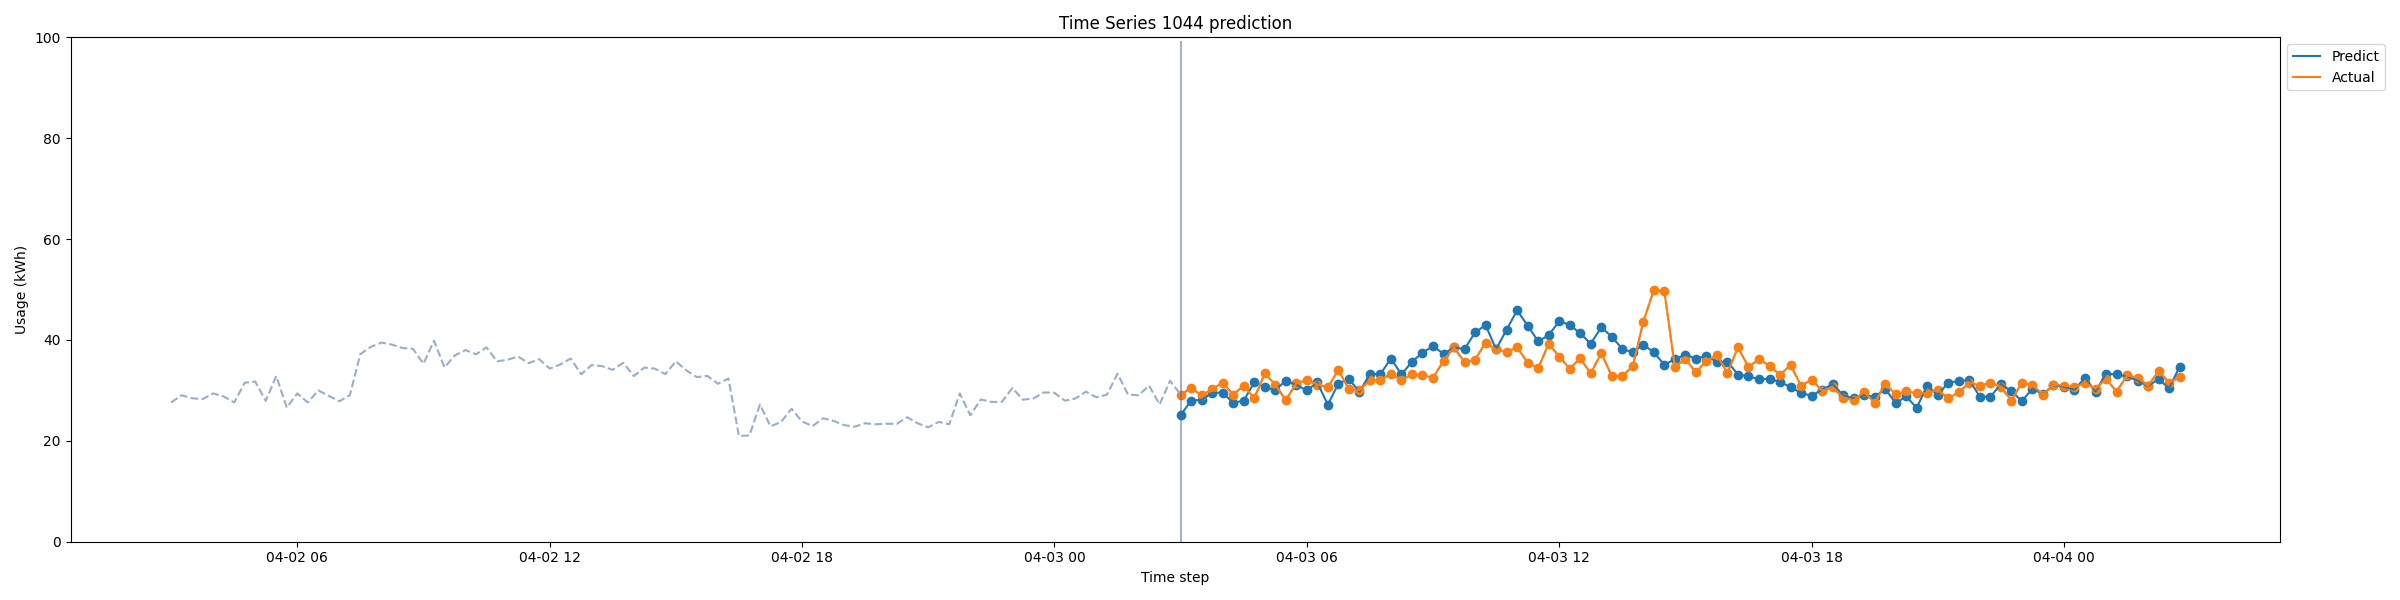 Time Series 1044 prediction
100
80
60
40
20
0
Usage (kWh)
Predict
Actual
04-02 06
04-02 12
04-02 18
04-03 00
04-03 06
04-03 12
04-03 18
04-04 00
Time step